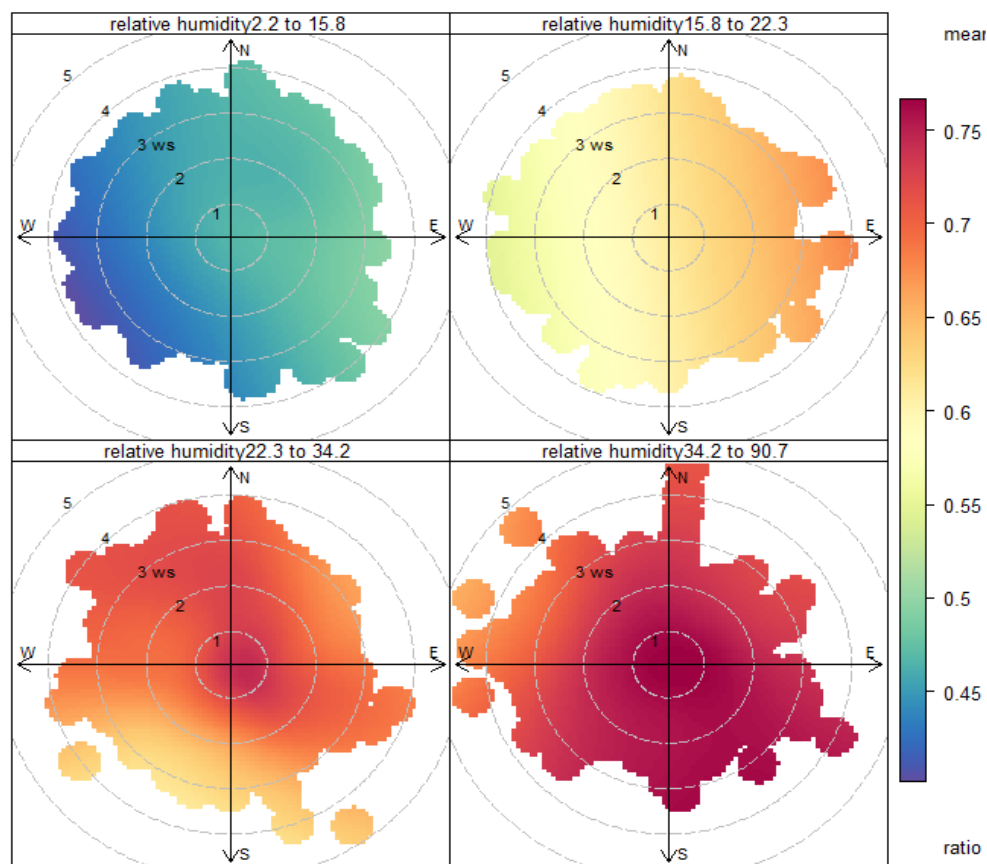 relative humidity2.2 to 15.8
relative humidity15.8 to 22.3
mean
N
5
4
3 ws
2
1
W
E
S
N
5
4
3 ws
2
1
W
E
S
relative humidity22.3 to 34.2
relative humidity34.2 to 90.7
N
5
4
3 ws
2
1
W
E
S
N
5
4
3 ws
2
1
W
E
S
0.75
0.7
0.65
0.6
0.55
0.5
0.45
ratio